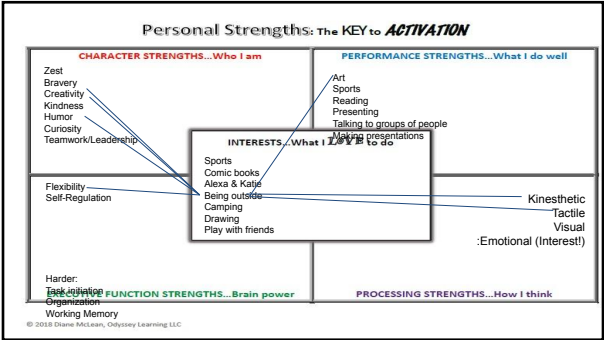 Personal Strengths: The KEY to ACTIVATION
CHARACTER STRENGTHS...Who I am
Zest
Bravery
Creativity
Kindness
Humor
Curiosity
Teamwork/Leadership
PERFORMANCE STRENGTHS...What I do well
Art
Sports
Reading
Presenting
Talking to groups of people
Making presentations
INTERESTS...What I LOVE to do
Sports
Comic books
Alexa & Katie
Being outside
Camping
Drawing
Play with friends
Flexibility
Self-Regulation
Harder:
Task initiation
Organization
Working Memory
EXECUTIVE FUNCTION STRENGTHS...Brain power
Kinesthetic
Tactile
Visual
:Emotional (Interest!)
PROCESSING STRENGTHS...How I think
© 2018 Diane McLean, Odyssey Learning LLC